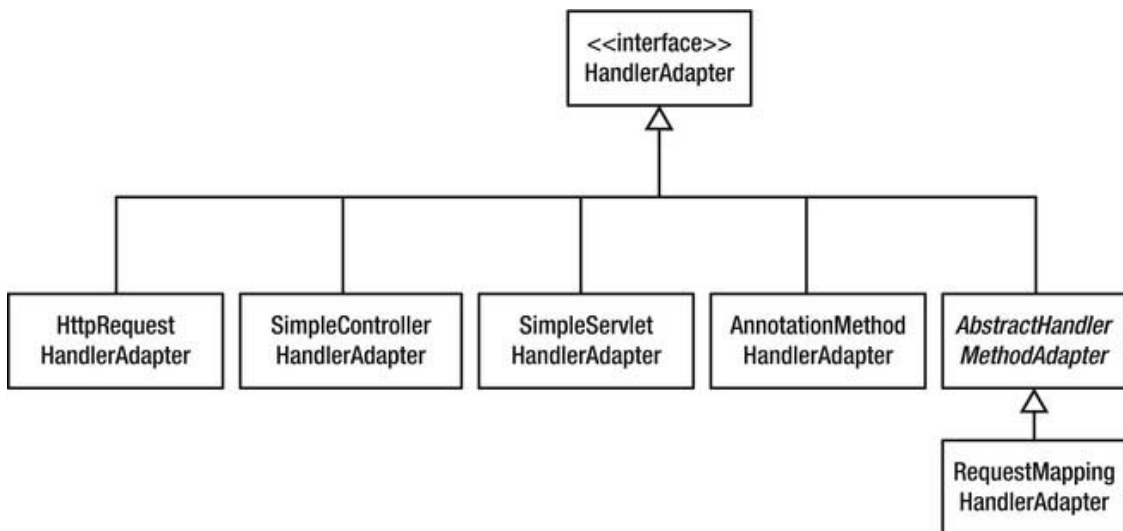 <<interface>>
HandlerAdapter
HttpRequest
HandlerAdapter
SimpleController
HandlerAdapter
SimpleServlet
HandlerAdapter
AnnotationMethod
HandlerAdapter
AbstractHandler
MethodAdapter
RequestMapping
HandlerAdapter